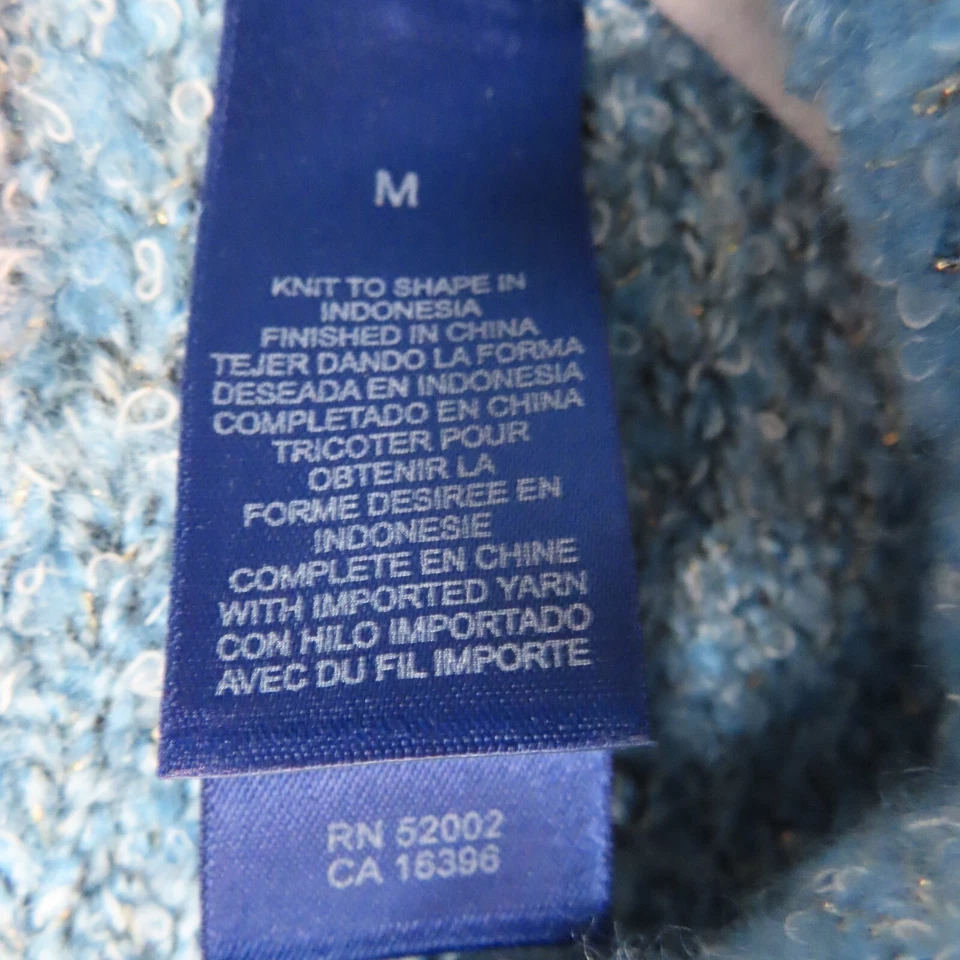 M
KNIT TO SHAPE IN
INDONESIA
FINISHED IN CHINA
TEJER DANDO LA FORMA
DESEADA EN INDONESIA
COMPLETADO EN CHINA
TRICOTER POUR
OBTENIR LA
FORME DESIREE EN
INDONESIE
COMPLETE EN CHINE
WITH IMPORTED YARN
CON HILO IMPORTADO
AVEC DU FIL IMPORTE
RN 52002
CA 16396